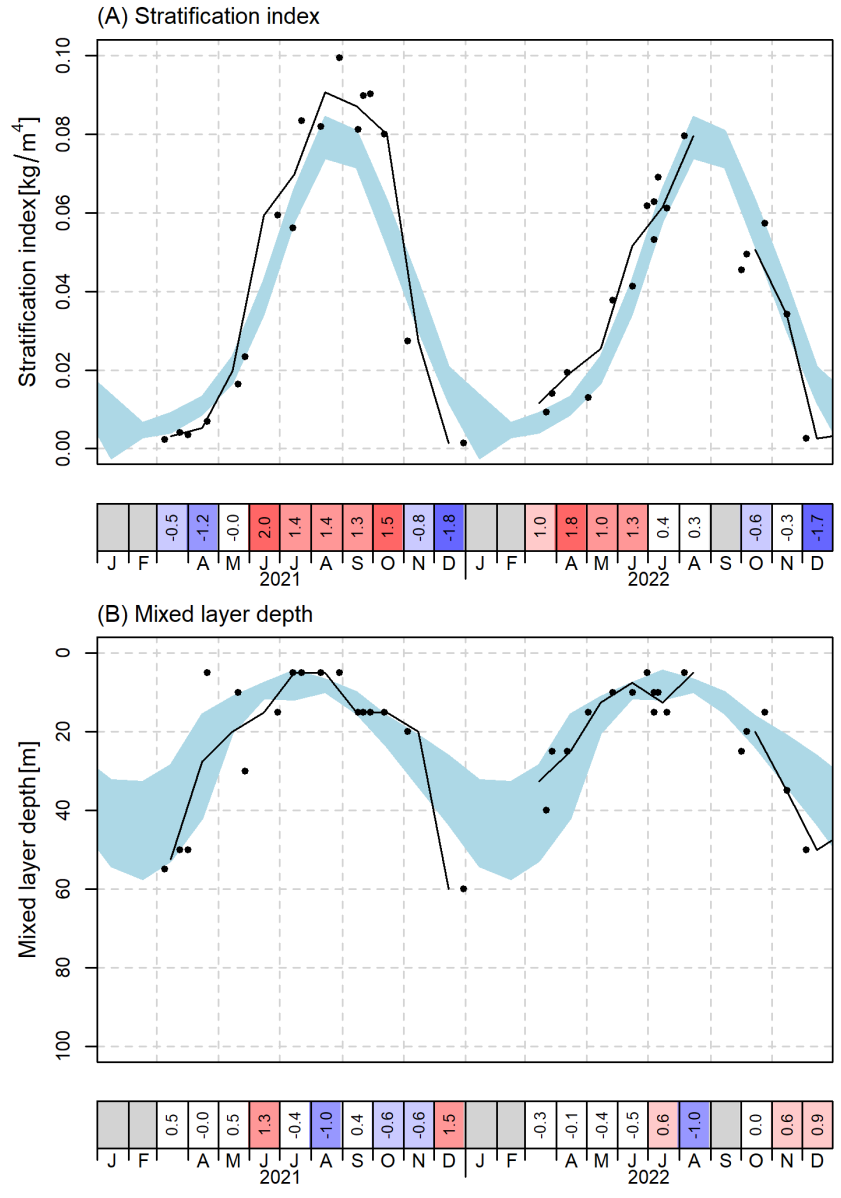 (A) Stratification index
Stratification index[kg/m⁴]
0.10
0.08
0.06
0.04
0.02
0.00
-0.5 -1.2 -0.0 2.0 1.4 1.4 1.3 1.5 -0.8 -1.8 1.0 1.8 1.0 1.3 0.4 0.3 -0.6 -0.3 -1.7
J F A M J J A S O N D J F A M J J A S O N D
2021 2022
(B) Mixed layer depth
Mixed layer depth[m]
0
20
40
60
80
100
0.5 -0.0 0.5 1.3 -0.4 -1.0 0.4 -0.6 -0.6 1.5 -0.3 -0.1 -0.4 -0.5 0.6 -1.0 0.0 0.6 0.9
J F A M J J A S O N D J F A M J J A S O N D
2021 2022